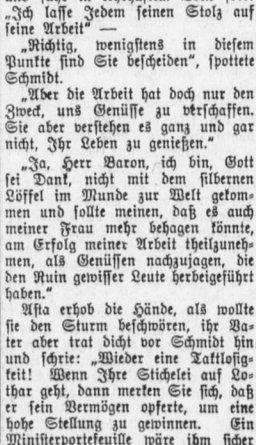 „Ich lasse Jedem seinen Stolz auf
seine Arbeit“ —
„Richtig, wenigstens in diesem
Punkte sind Sie bescheiden“, spottete
Schmidt.
„Aber die Arbeit hat doch nur den
Zweck, uns Genüsse zu verschaffen.
Sie aber verstehen es ganz und gar
nicht, Ihr Leben zu genießen.“
„Ja, Herr Baron, ich bin, Gott
sei Dank, nicht mit dem silbernen
Löffel im Munde zur Welt gekom-
men und sollte meinen, daß es auch
meiner Frau mehr behagen könnte,
am Erfolg meiner Arbeit theilzuneh-
men, als Genüssen nachzujagen, die
den Ruin gewisser Leute herbeigeführt
haben.“
Asta erhob die Hände, als wollte
sie den Sturm beschwören, ihr Va-
ter aber trat dicht vor Schmidt hin
und schrie: „Wieder eine Taktlosig-
keit! Wenn Ihre Stichelei auf Lo-
thar geht, dann merken Sie sich, daß
er sein Vermögen opferte, um eine
hohe Stellung zu gewinnen. Ein
Ministerportefeuille wäre ihm sicher